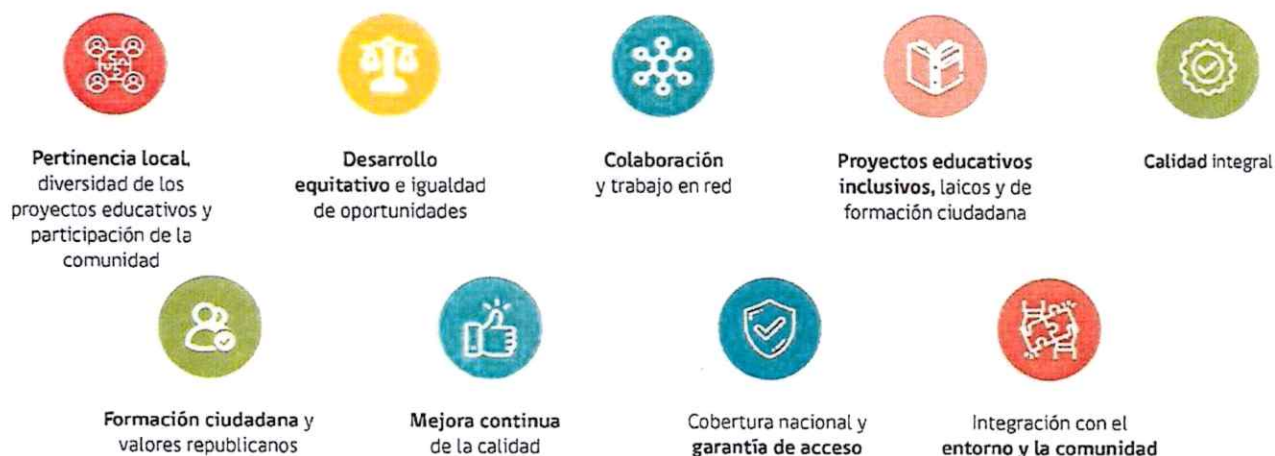 Pertinencia local,
diversidad de los
proyectos educativos y
participación de la
comunidad
Desarrollo
equitativo e igualdad
de oportunidades
Colaboración
y trabajo en red
Proyectos educativos
inclusivos, laicos y de
formación ciudadana
Calidad integral
Formación ciudadana y
valores republicanos
Mejora continua
de la calidad
Cobertura nacional y
garantía de acceso
Integración con el
entorno y la comunidad